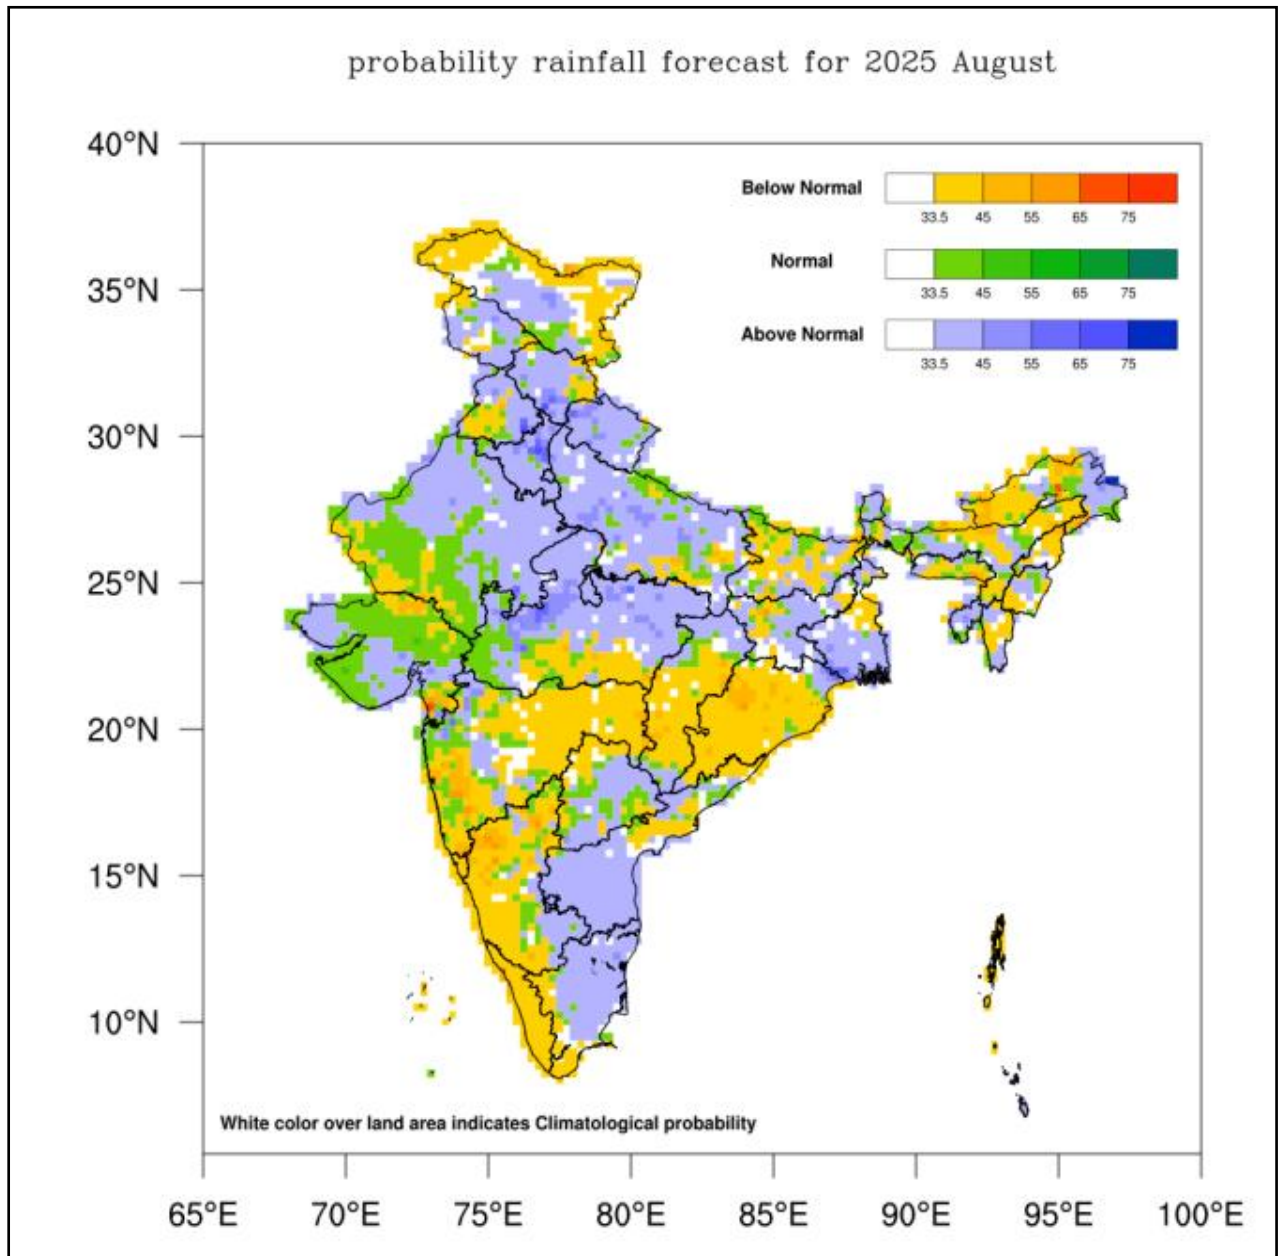 probability rainfall forecast for 2025 August
40°N
Below Normal
33.5 45 55 65 75
Normal
35°N
33.5 45 55 65 75
Above Normal
33.5 45 55 65 75
30°N
25°N
20°N
15°N
10°N
White color over land area indicates Climatological probability
65°E 70°E 75°E 80°E 85°E 90°E 95°E 100°E